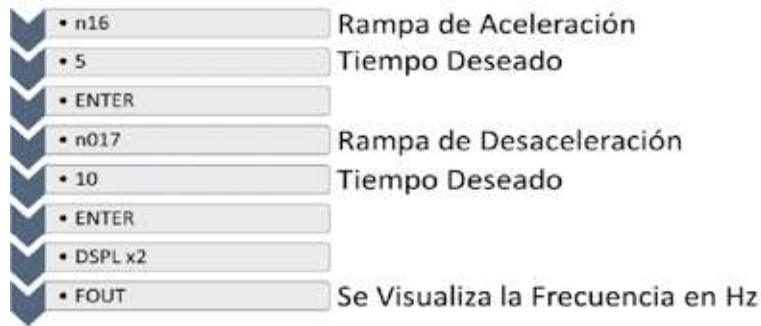 • n16 Rampa de Aceleración
• 5 Tiempo Deseado
• ENTER
• n017 Rampa de Desaceleración
• 10 Tiempo Deseado
• ENTER
• DSPL x2
• FOUT Se Visualiza la Frecuencia en Hz